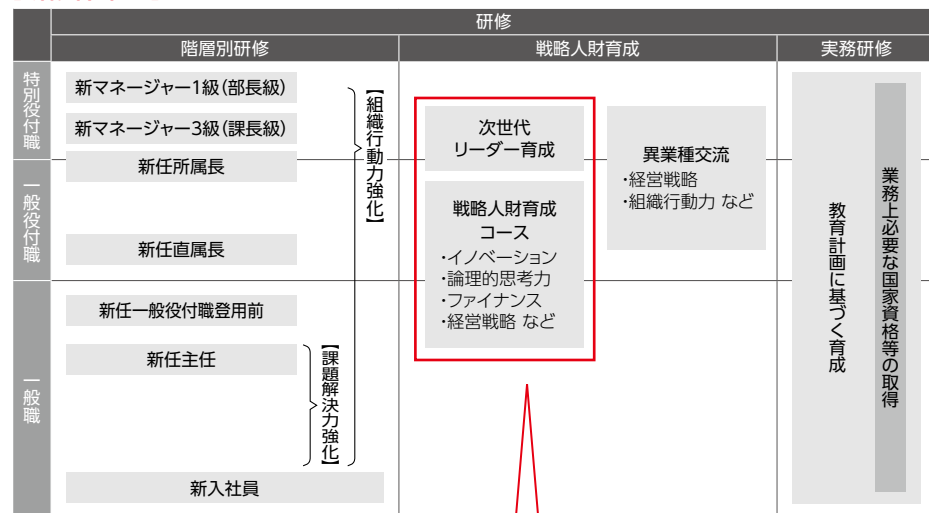 研修
階層別研修
戦略人財育成
実務研修
特別役付職
新マネージャー1級(部長級)
新マネージャー3級(課長級)
新任所属長
一般役付職
新任直属長
一般職
新任一般役付職登用前
新任主任
新入社員
【組織行動力強化】
【課題解決力強化】
次世代
リーダー育成
戦略人財育成
コース
・イノベーション
・論理的思考力
・ファイナンス
・経営戦略 など
異業種交流
・経営戦略
・組織行動力 など
教育計画に基づく育成
業務上必要な国家資格等の取得